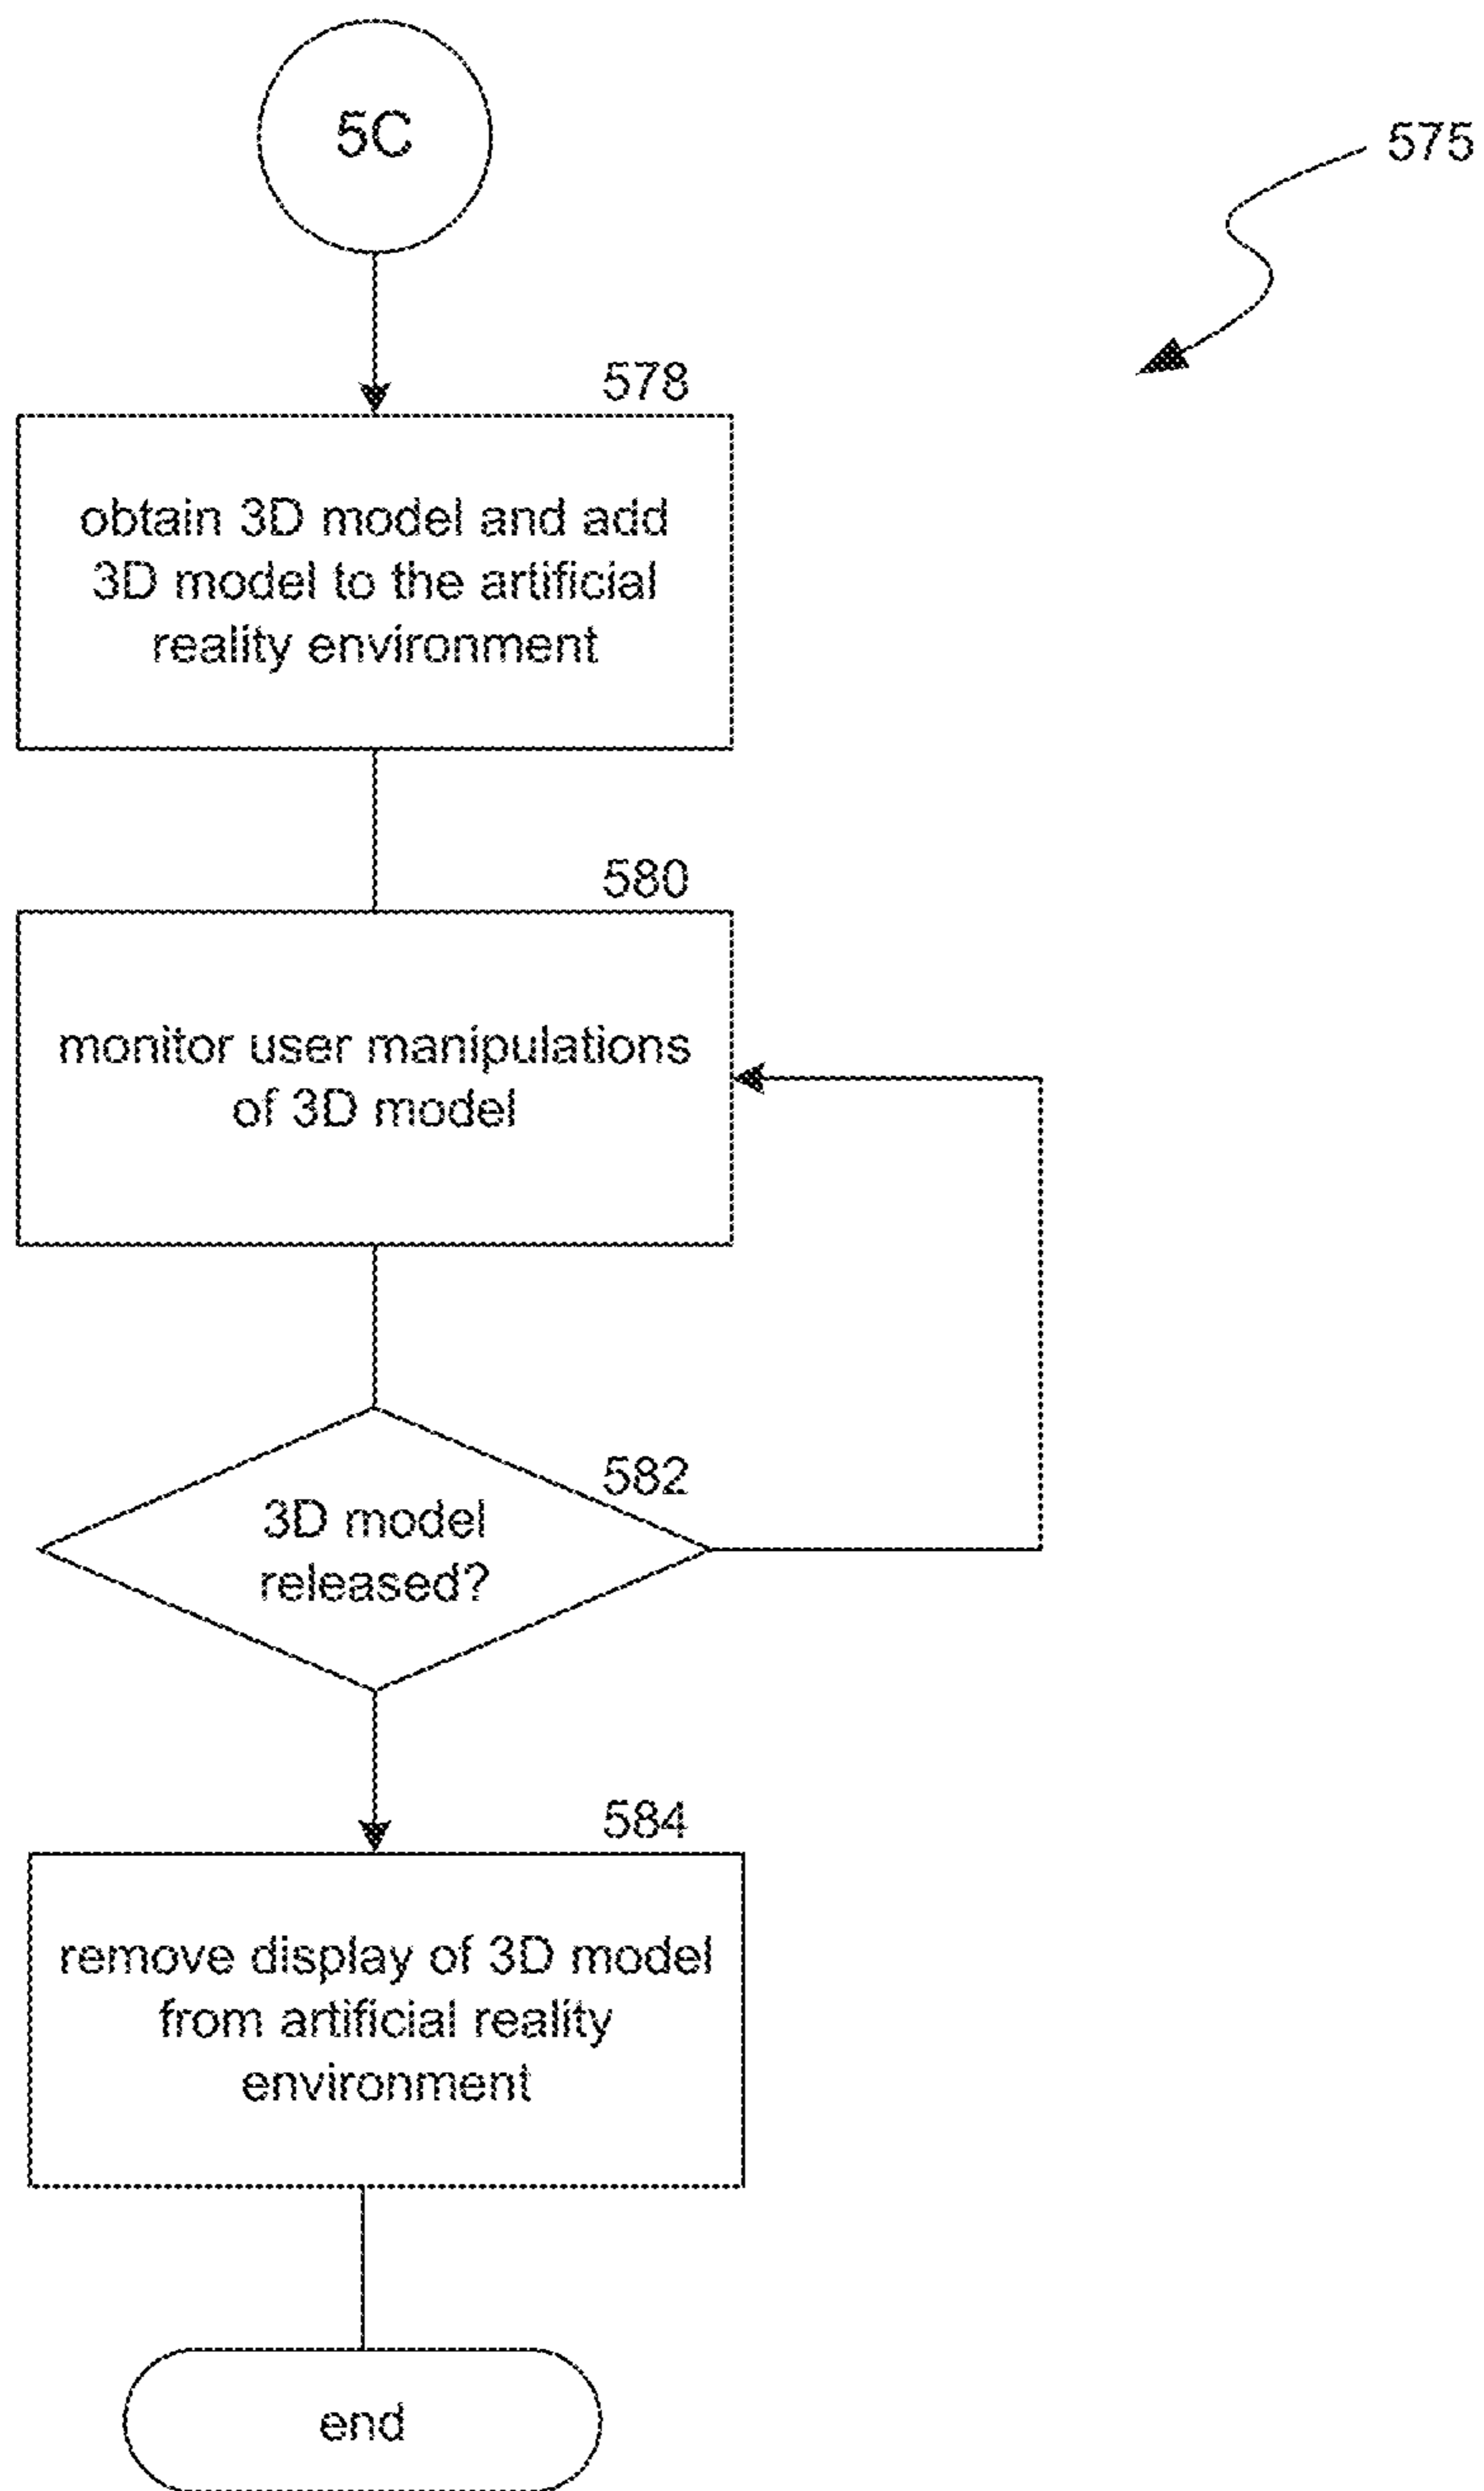 5C
575
578
obtain 3D model and add
3D model to the artificial
reality environment
580
monitor user manipulations
of 3D model
582
3D model
released?
584
remove display of 3D model
from artificial reality
environment
end